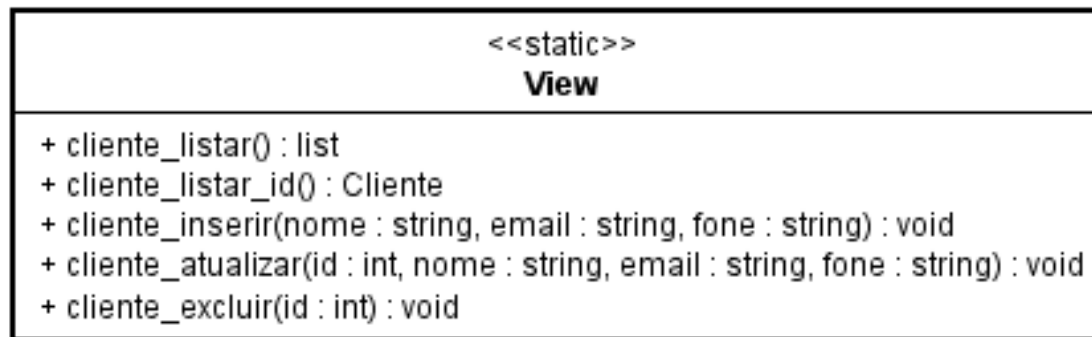 <<static>>
View
+ cliente_listar() : list
+ cliente_listar_id() : Cliente
+ cliente_inserir(nome : string, email : string, fone : string) : void
+ cliente_atualizar(id : int, nome : string, email : string, fone : string) : void
+ cliente_excluir(id : int) : void